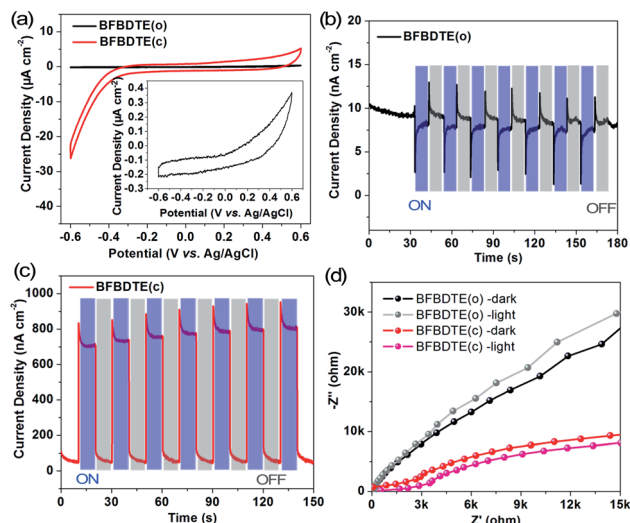 (a)
BFBDTE(o)
BFBDTE(c)
Current Density (µA cm⁻²)
20
10
0
-10
-20
-30
-40
-0.6 -0.4 -0.2 0.0 0.2 0.4 0.6
Potential (V vs. Ag/AgCl)
Current Density (µA cm⁻²)
0.4
0.3
0.2
0.1
0.0
-0.1
-0.2
-0.3
-0.6 -0.4 -0.2 0.0 0.2 0.4 0.6
Potential (V vs. Ag/AgCl)
(b)
BFBDTE(o)
Current Density (nA cm⁻²)
20
15
10
5
0
ON
OFF
0 30 60 90 120 150 180
Time (s)
(c)
BFBDTE(c)
Current Density (nA cm⁻²)
1000
800
600
400
200
0
ON
OFF
0 30 60 90 120 150
Time (s)
(d)
BFBDTE(o) -dark
BFBDTE(o) -light
BFBDTE(c) -dark
BFBDTE(c) -light
-Z" (ohm)
30k
20k
10k
0
0 3k 6k 9k 12k 15k
Z' (ohm)